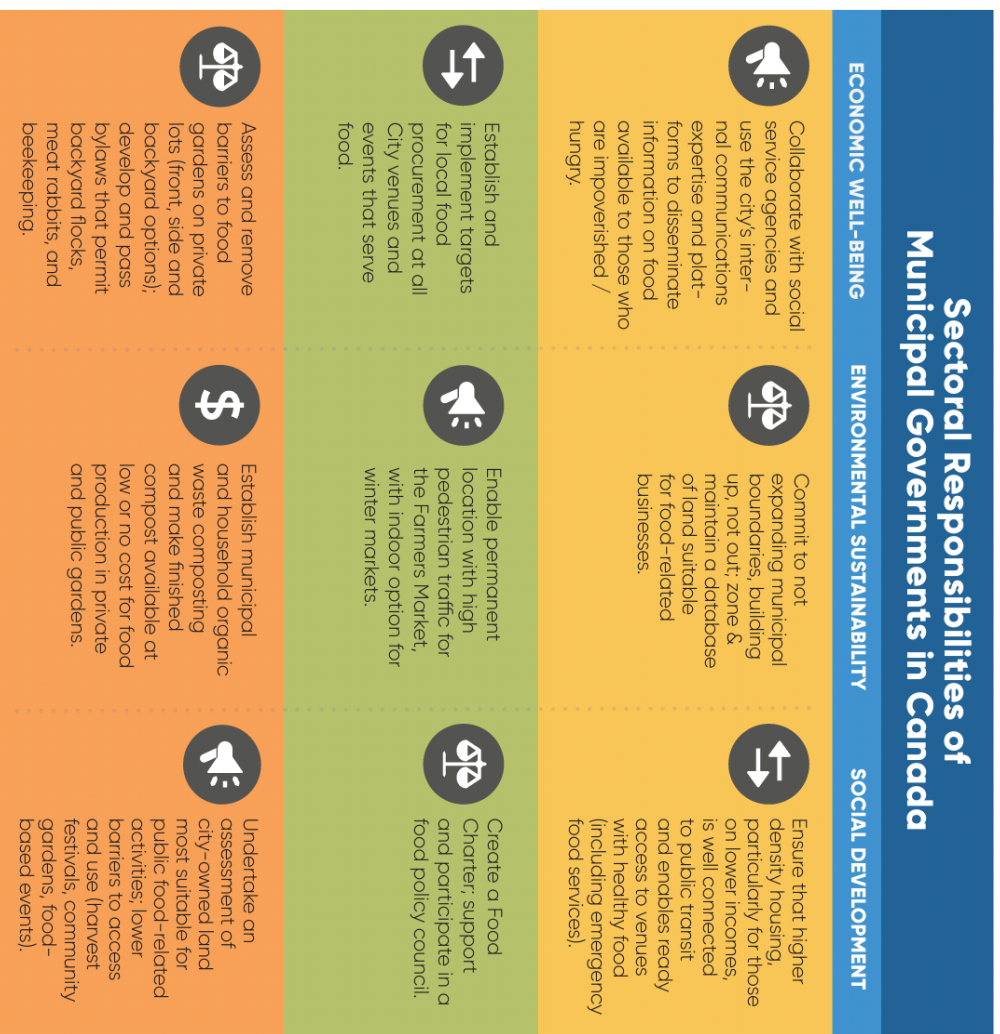 Sectoral Responsibilities of
Municipal Governments in Canada
ECONOMIC WELL-BEING
ENVIRONMENTAL SUSTAINABILITY
SOCIAL DEVELOPMENT
Collaborate with social
service agencies and
use the city's inter-
nal communications
expertise and plat-
forms to disseminate
information on food
available to those who
are impoverished /
hungry.
Commit to not
expanding municipal
boundaries, building
up, not out; zone &
maintain a database
of land suitable
for food-related
businesses.
Ensure that higher
density housing,
particularly for those
on lower incomes,
is well connected
to public transit
and enables ready
access to venues
with healthy food
(including emergency
food services).
Establish and
implement targets
for local food
procurement at all
City venues and
events that serve
food.
Enable permanent
location with high
pedestrian traffic for
the Farmers Market,
with indoor option for
winter markets.
Create a Food
Charter; support
and participate in a
food policy council.
Assess and remove
barriers to food
gardens on private
lots (front, side and
backyard options);
develop and pass
bylaws that permit
backyard flocks,
meat rabbits, and
beekeeping.
$
Establish municipal
and household organic
waste composting
and make finished
compost available at
low or no cost for food
production in private
and public gardens.
Undertake an
assessment of
city-owned land
most suitable for
public food-related
activities; lower
barriers to access
and use (harvest
festivals, community
gardens, food-
based events).